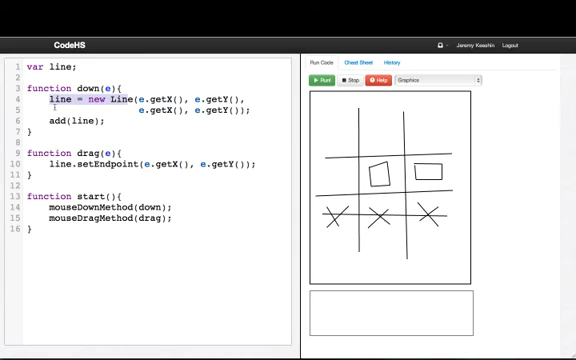 CodeHS
Jeremy Keeshin
Logout
Run Code
Cheat Sheet
History
Run!
Stop
Help
Graphics
1 var line;
2
3 function down(e){
4 line = new Line(e.getX(), e.getY(),
5 e.getX(), e.getY());
6 add(line);
7 }
8
9 function drag(e){
10 line.setEndpoint(e.getX(), e.getY());
11 }
12
13 function start(){
14 mouseDownMethod(down);
15 mouseDragMethod(drag);
16 }